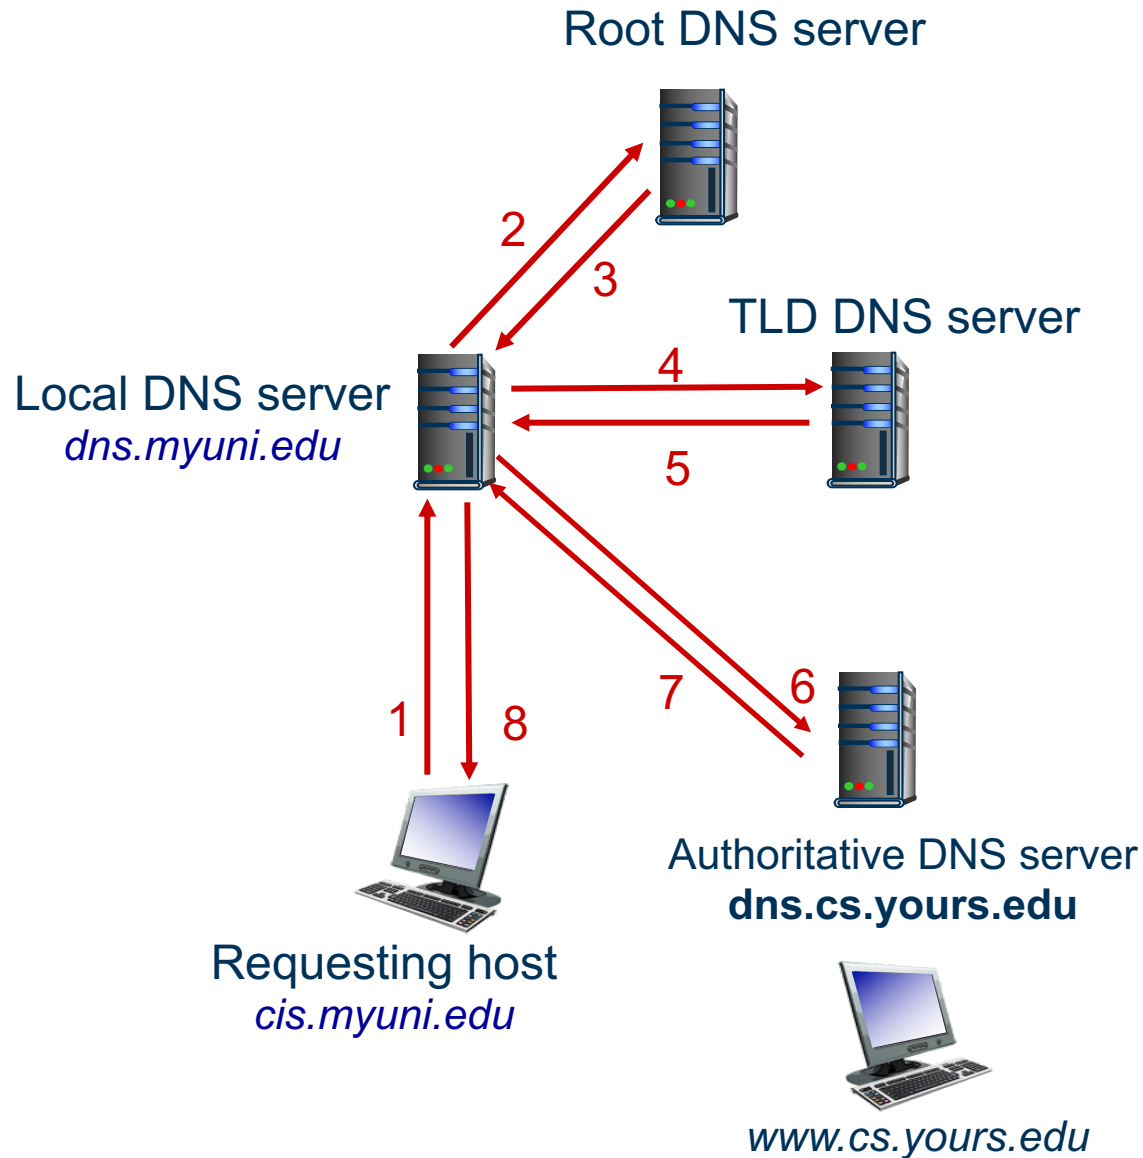 Root DNS server
2
3
TLD DNS server
4
Local DNS server
dns.myuni.edu
5
1
8
7
6
Authoritative DNS server
dns.cs.yours.edu
Requesting host
cis.myuni.edu
www.cs.yours.edu